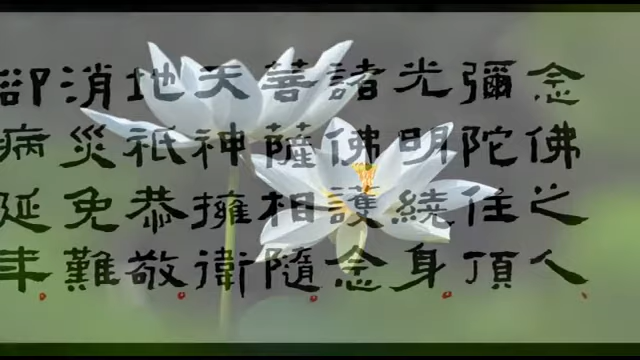 念佛之人
彌陀住頂
光明繞身
諸佛護念
菩薩相隨
天神擁衛
地祇恭敬
消災免難
卻病延年